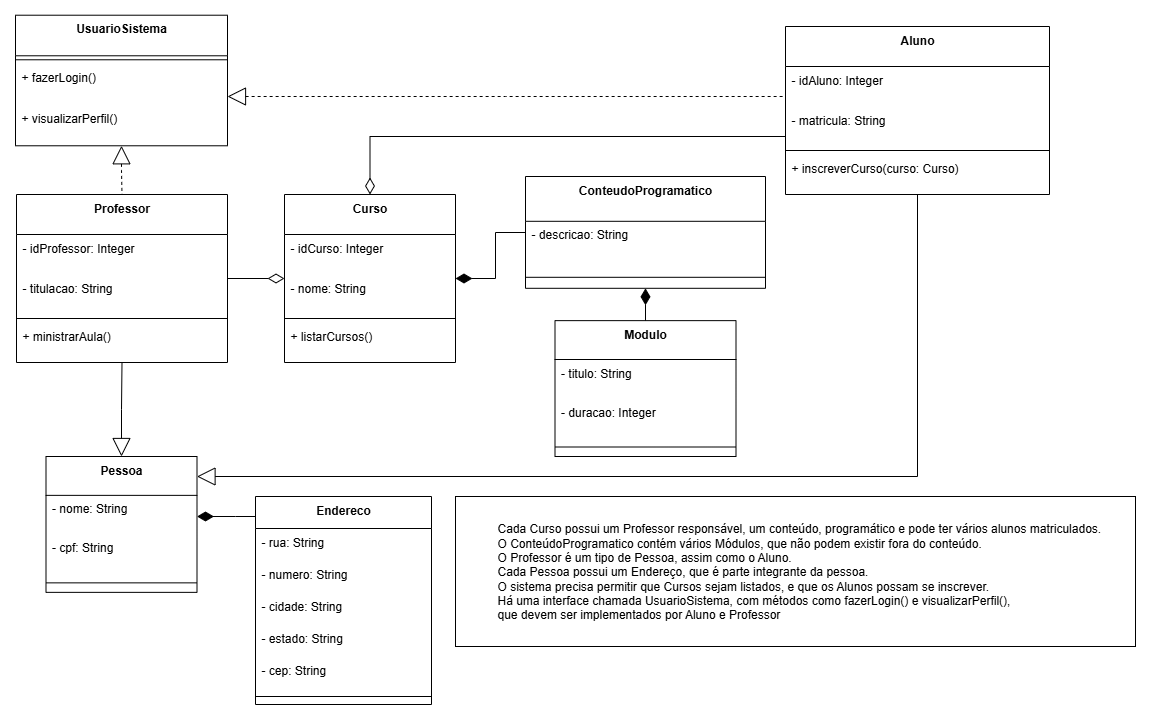 UsuarioSistema
+ fazerLogin()
+ visualizarPerfil()
Aluno
- idAluno: Integer
- matricula: String
+ inscreverCurso(curso: Curso)
Professor
- idProfessor: Integer
- titulacao: String
+ ministrarAula()
Curso
- idCurso: Integer
- nome: String
+ listarCursos()
ConteudoProgramatico
- descricao: String
Modulo
- titulo: String
- duracao: Integer
Pessoa
- nome: String
- cpf: String
Endereco
- rua: String
- numero: String
- cidade: String
- estado: String
- cep: String
Cada Curso possui um Professor responsável, um conteúdo, programático e pode ter vários alunos matriculados.
O ConteúdoProgramatico contém vários Módulos, que não podem existir fora do conteúdo.
O Professor é um tipo de Pessoa, assim como o Aluno.
Cada Pessoa possui um Endereço, que é parte integrante da pessoa.
O sistema precisa permitir que Cursos sejam listados, e que os Alunos possam se inscrever.
Há uma interface chamada UsuarioSistema, com métodos como fazerLogin() e visualizarPerfil(),
que devem ser implementados por Aluno e Professor